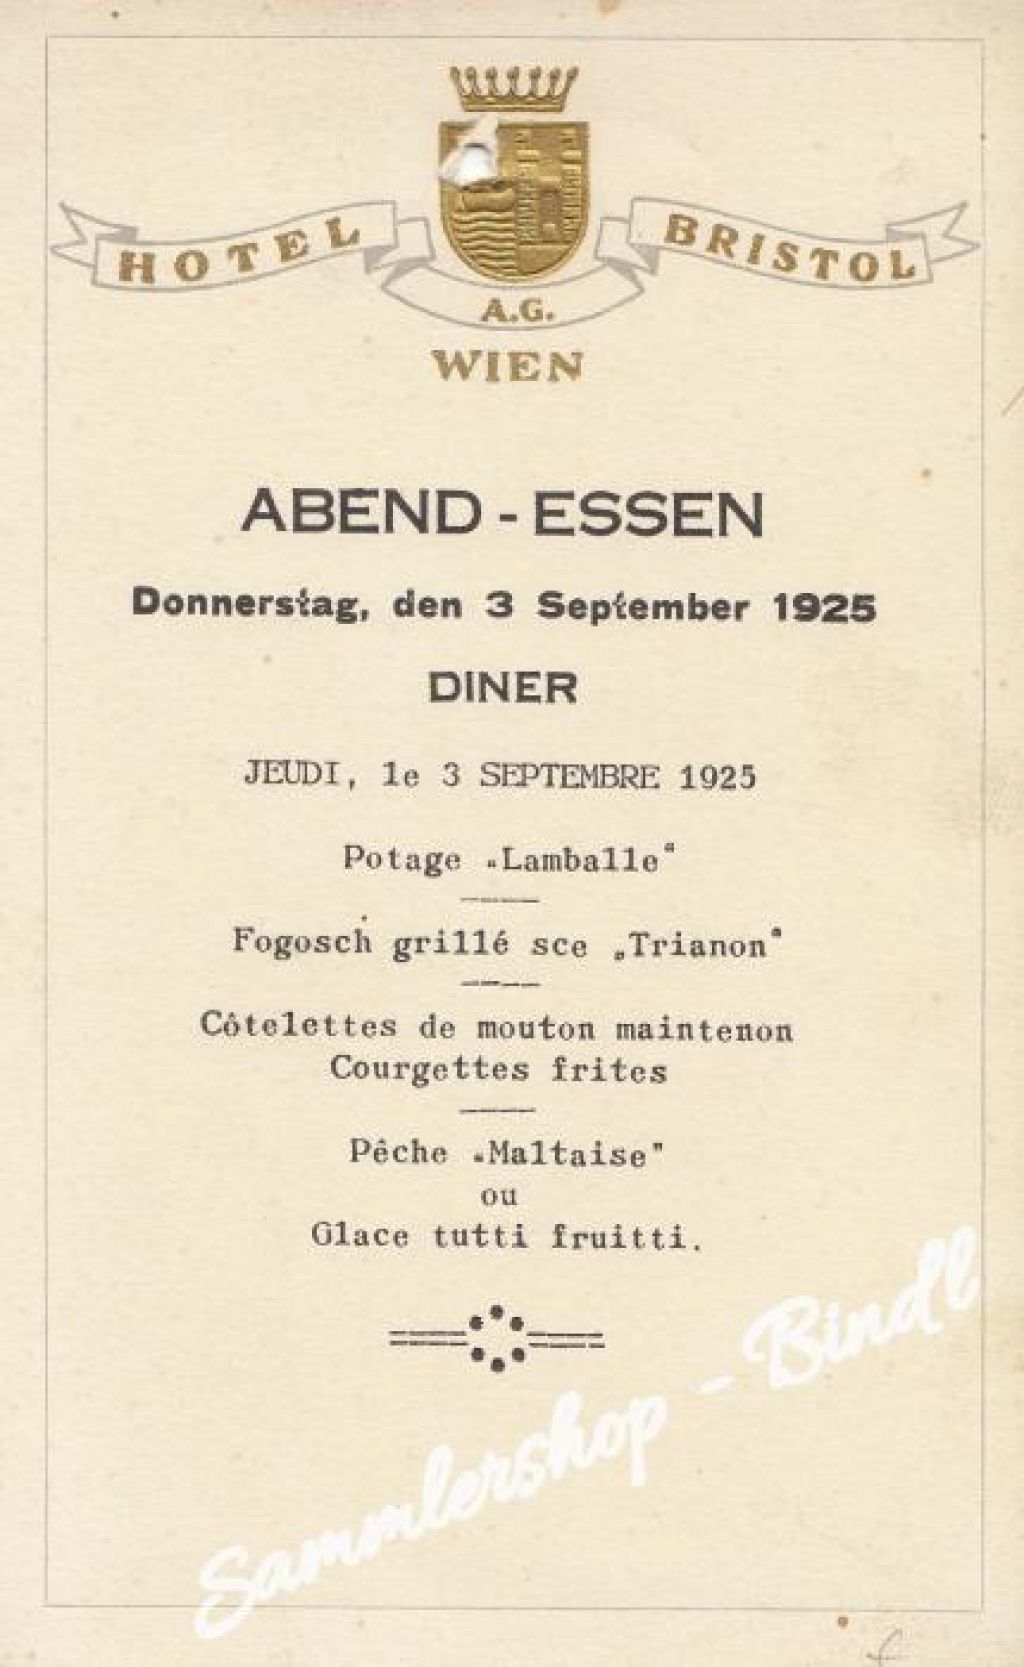 HOTEL BRISTOL
A.G.
WIEN
ABEND - ESSEN
Donnerstag, den 3 September 1925
DINER
JEUDI, le 3 SEPTEMBRE 1925
Potage „Lamballe"
Fogosch grillé sce „Trianon"
Côtelettes de mouton maintenon
Courgettes frites
Pêche „Maltaise"
ou
Glace tutti fruitti.
Sammlershop - Bindl